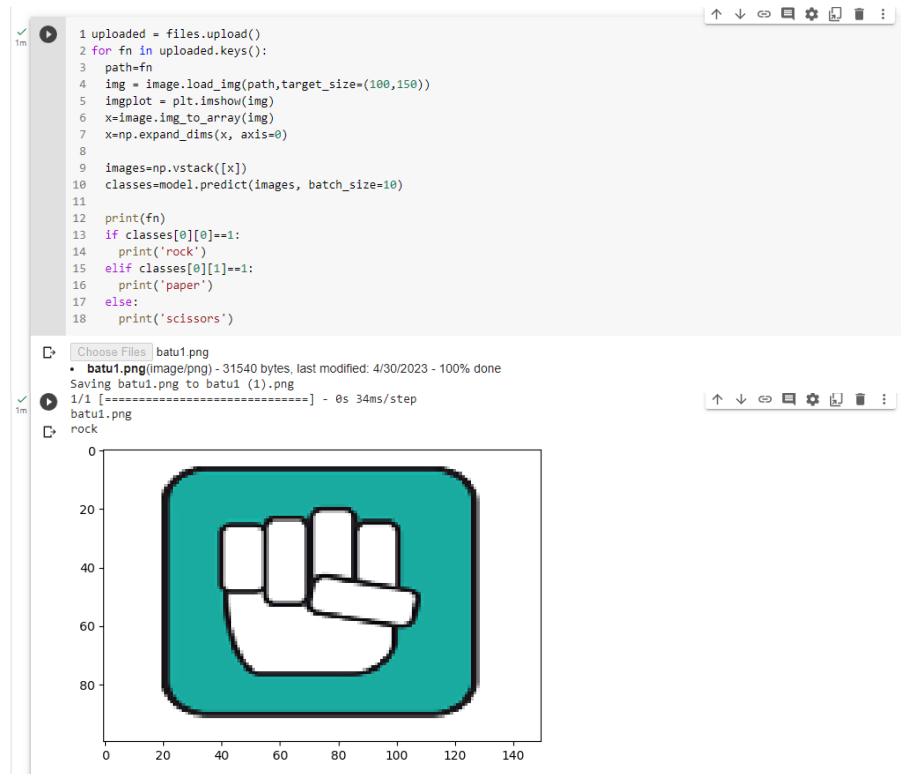 1m
1 uploaded = files.upload()
2 for fn in uploaded.keys():
3   path=fn
4   img = image.load_img(path,target_size=(100,150))
5   imgplot = plt.imshow(img)
6   x=image.img_to_array(img)
7   x=np.expand_dims(x, axis=0)
8
9   images=np.vstack([x])
10   classes=model.predict(images, batch_size=10)
11
12   print(fn)
13   if classes[0][0]==1:
14     print('rock')
15   elif classes[0][1]==1:
16     print('paper')
17   else:
18     print('scissors')
Choose Files batu1.png
• batu1.png(image/png) - 31540 bytes, last modified: 4/30/2023 - 100% done
Saving batu1.png to batu1 (1).png
1/1 [==============================] - 0s 34ms/step
1m
batu1.png
rock
0
20
40
60
80
0 20 40 60 80 100 120 140